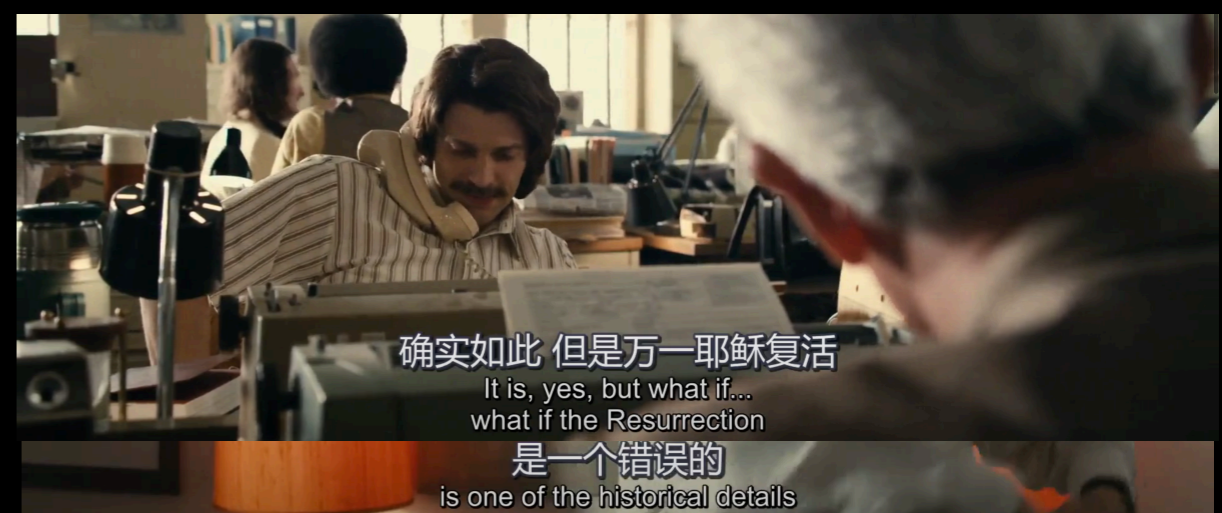 确实如此 但是万一耶稣复活
It is, yes, but what if...
what if the Resurrection
是一个错误的
is one of the historical details